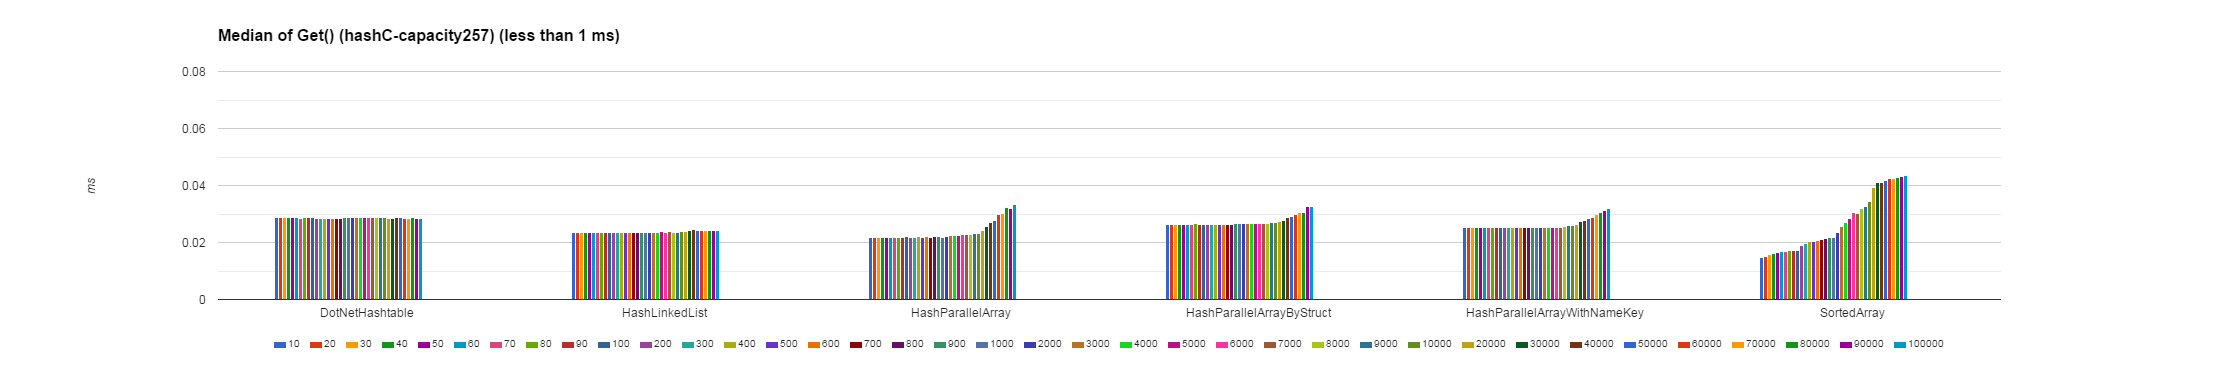 Median of Get() (hashC-capacity257) (less than 1 ms)
0.08
0.06
0.04
0.02
0
ms
DotNetHashtable HashLinkedList HashParallelArray HashParallelArrayByStruct HashParallelArrayWithNameKey SortedArray
10 20 30 40 50 60 70 80 90 100 200 300 400 500 600 700 800 900 1000 2000 3000 4000 5000 6000 7000 8000 9000 10000 20000 30000 40000 50000 60000 70000 80000 90000 100000